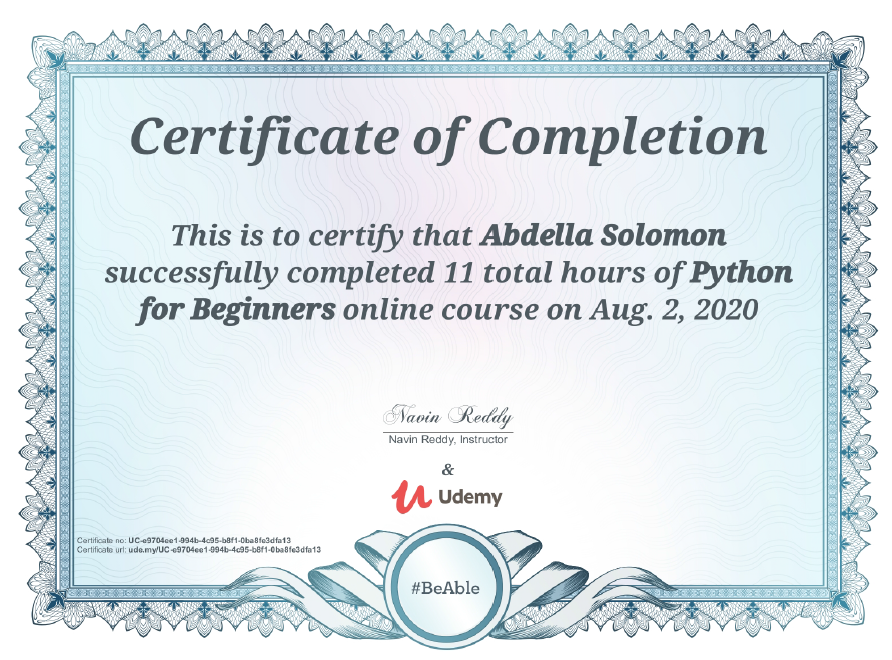 Certificate of Completion
This is to certify that Abdella Solomon
successfully completed 11 total hours of Python
for Beginners online course on Aug. 2, 2020
Navin Reddy
Navin Reddy, Instructor
&
Udemy
Certificate no: UC-e9704ee1-994b-4c95-b8f1-0ba8fe3dfa13
Certificate url: ude.my/UC-e9704ee1-994b-4c95-b8f1-0ba8fe3dfa13
#BeAble